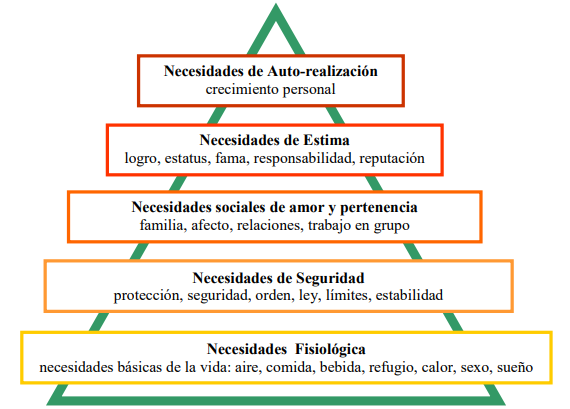 Necesidades de Auto-realización
crecimiento personal
Necesidades de Estima
logro, estatus, fama, responsabilidad, reputación
Necesidades sociales de amor y pertenencia
familia, afecto, relaciones, trabajo en grupo
Necesidades de Seguridad
protección, seguridad, orden, ley, límites, estabilidad
Necesidades Fisiológica
necesidades básicas de la vida: aire, comida, bebida, refugio, calor, sexo, sueño